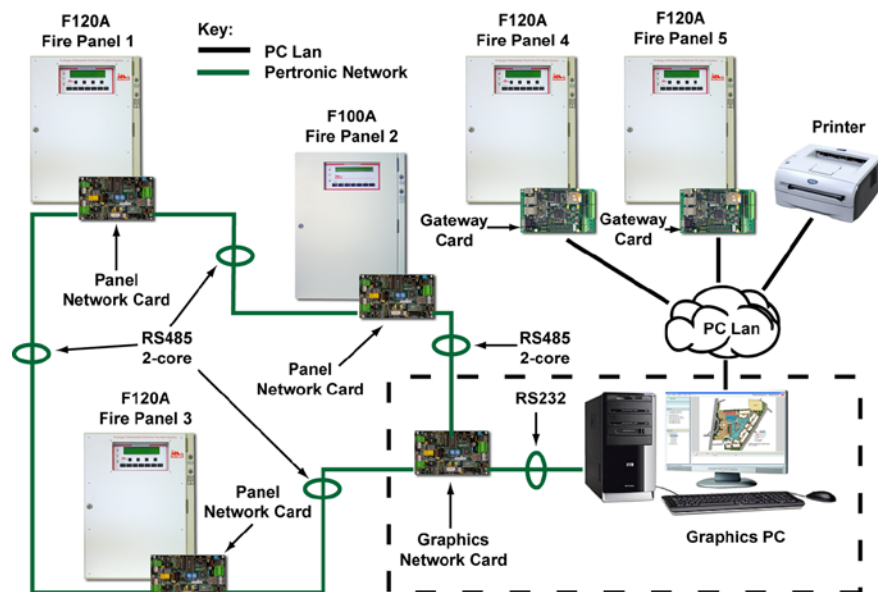 F120A
Fire Panel 1
Key:
PC Lan
Pertronic Network
F120A
Fire Panel 4
F120A
Fire Panel 5
F100A
Fire Panel 2
Printer
Gateway
Card
Gateway
Card
Panel
Network Card
RS485
2-core
PC Lan
Panel
Network Card
RS485
2-core
F120A
Fire Panel 3
RS232
Panel
Network Card
Graphics
Network Card
Graphics PC